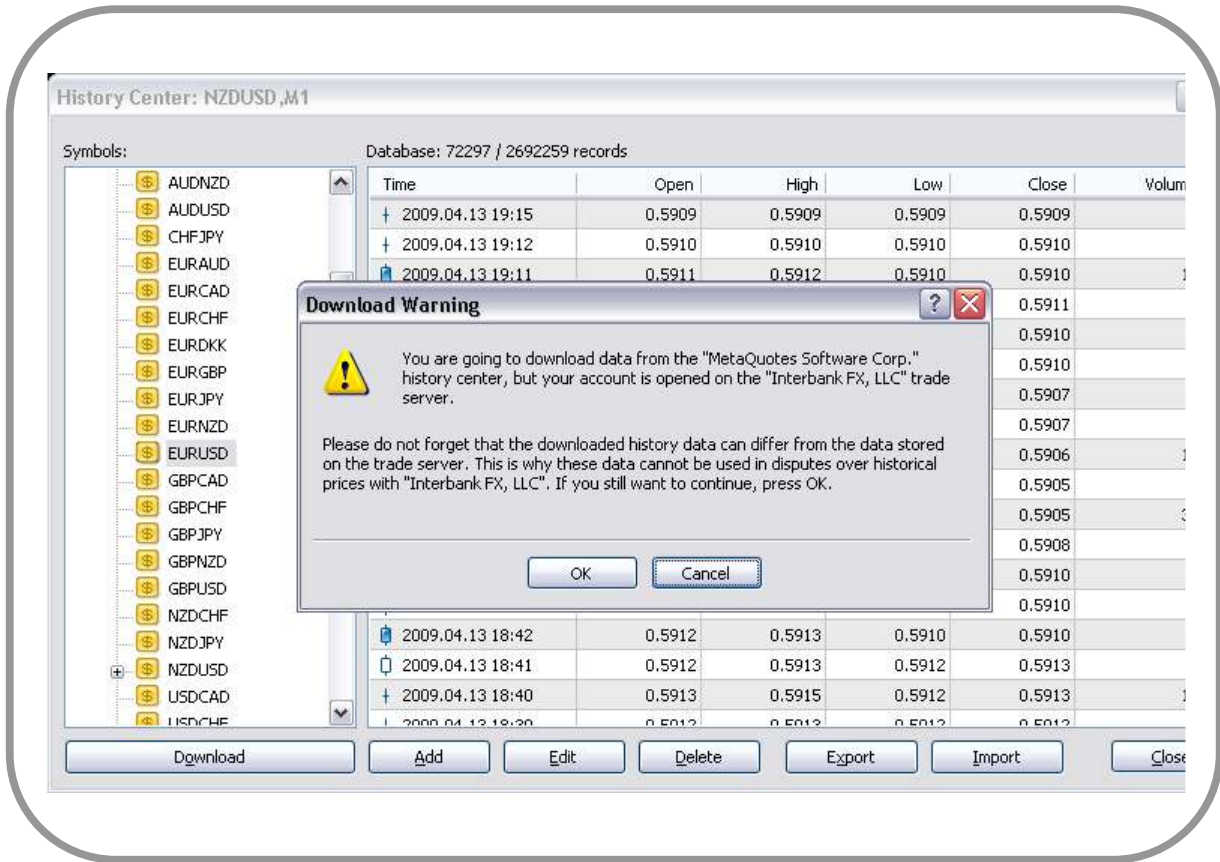 History Center: NZDUSD,M1
Symbols:
Database: 72297 / 2692259 records
AUDNZD
AUDUSD
CHFJPY
EURAUD
EURCAD
EURCHF
EURDKK
EURGBP
EURJPY
EURNZD
EURUSD
GBPCAD
GBPCHF
GBPJPY
GBPNZD
GBPUSD
NZDCHF
NZDJPY
NZDUSD
USDCAD
USDCHF
Time Open High Low Close
2009.04.13 19:15 0.5909 0.5909 0.5909 0.5909
2009.04.13 19:12 0.5910 0.5910 0.5910 0.5910
2009.04.13 19:11 0.5911 0.5912 0.5910 0.5910
0.5911
0.5910
0.5910
0.5907
0.5907
0.5906
0.5905
0.5905
0.5908
0.5910
0.5910
2009.04.13 18:42 0.5912 0.5913 0.5910 0.5910
2009.04.13 18:41 0.5912 0.5913 0.5912 0.5913
2009.04.13 18:40 0.5913 0.5915 0.5912 0.5913
Download Warning
You are going to download data from the "MetaQuotes Software Corp."
history center, but your account is opened on the "Interbank FX, LLC" trade
server.
Please do not forget that the downloaded history data can differ from the data stored
on the trade server. This is why these data cannot be used in disputes over historical
prices with "Interbank FX, LLC". If you still want to continue, press OK.
OK Cancel
Download Add Edit Delete Export Import Close